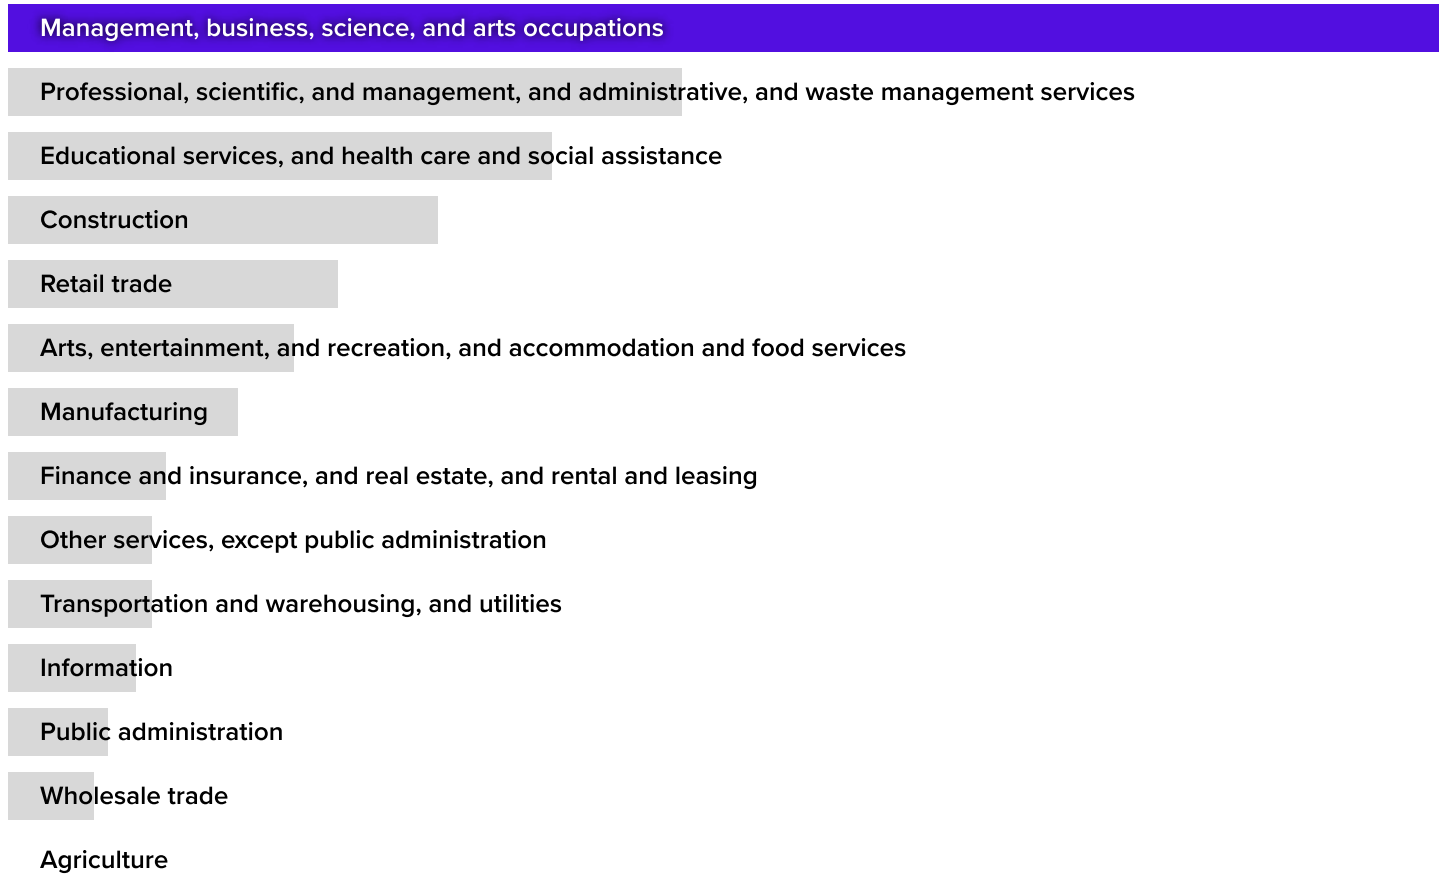 Management, business, science, and arts occupations
Professional, scientific, and management, and administrative, and waste management services
Educational services, and health care and social assistance
Construction
Retail trade
Arts, entertainment, and recreation, and accommodation and food services
Manufacturing
Finance and insurance, and real estate, and rental and leasing
Other services, except public administration
Transportation and warehousing, and utilities
Information
Public administration
Wholesale trade
Agriculture